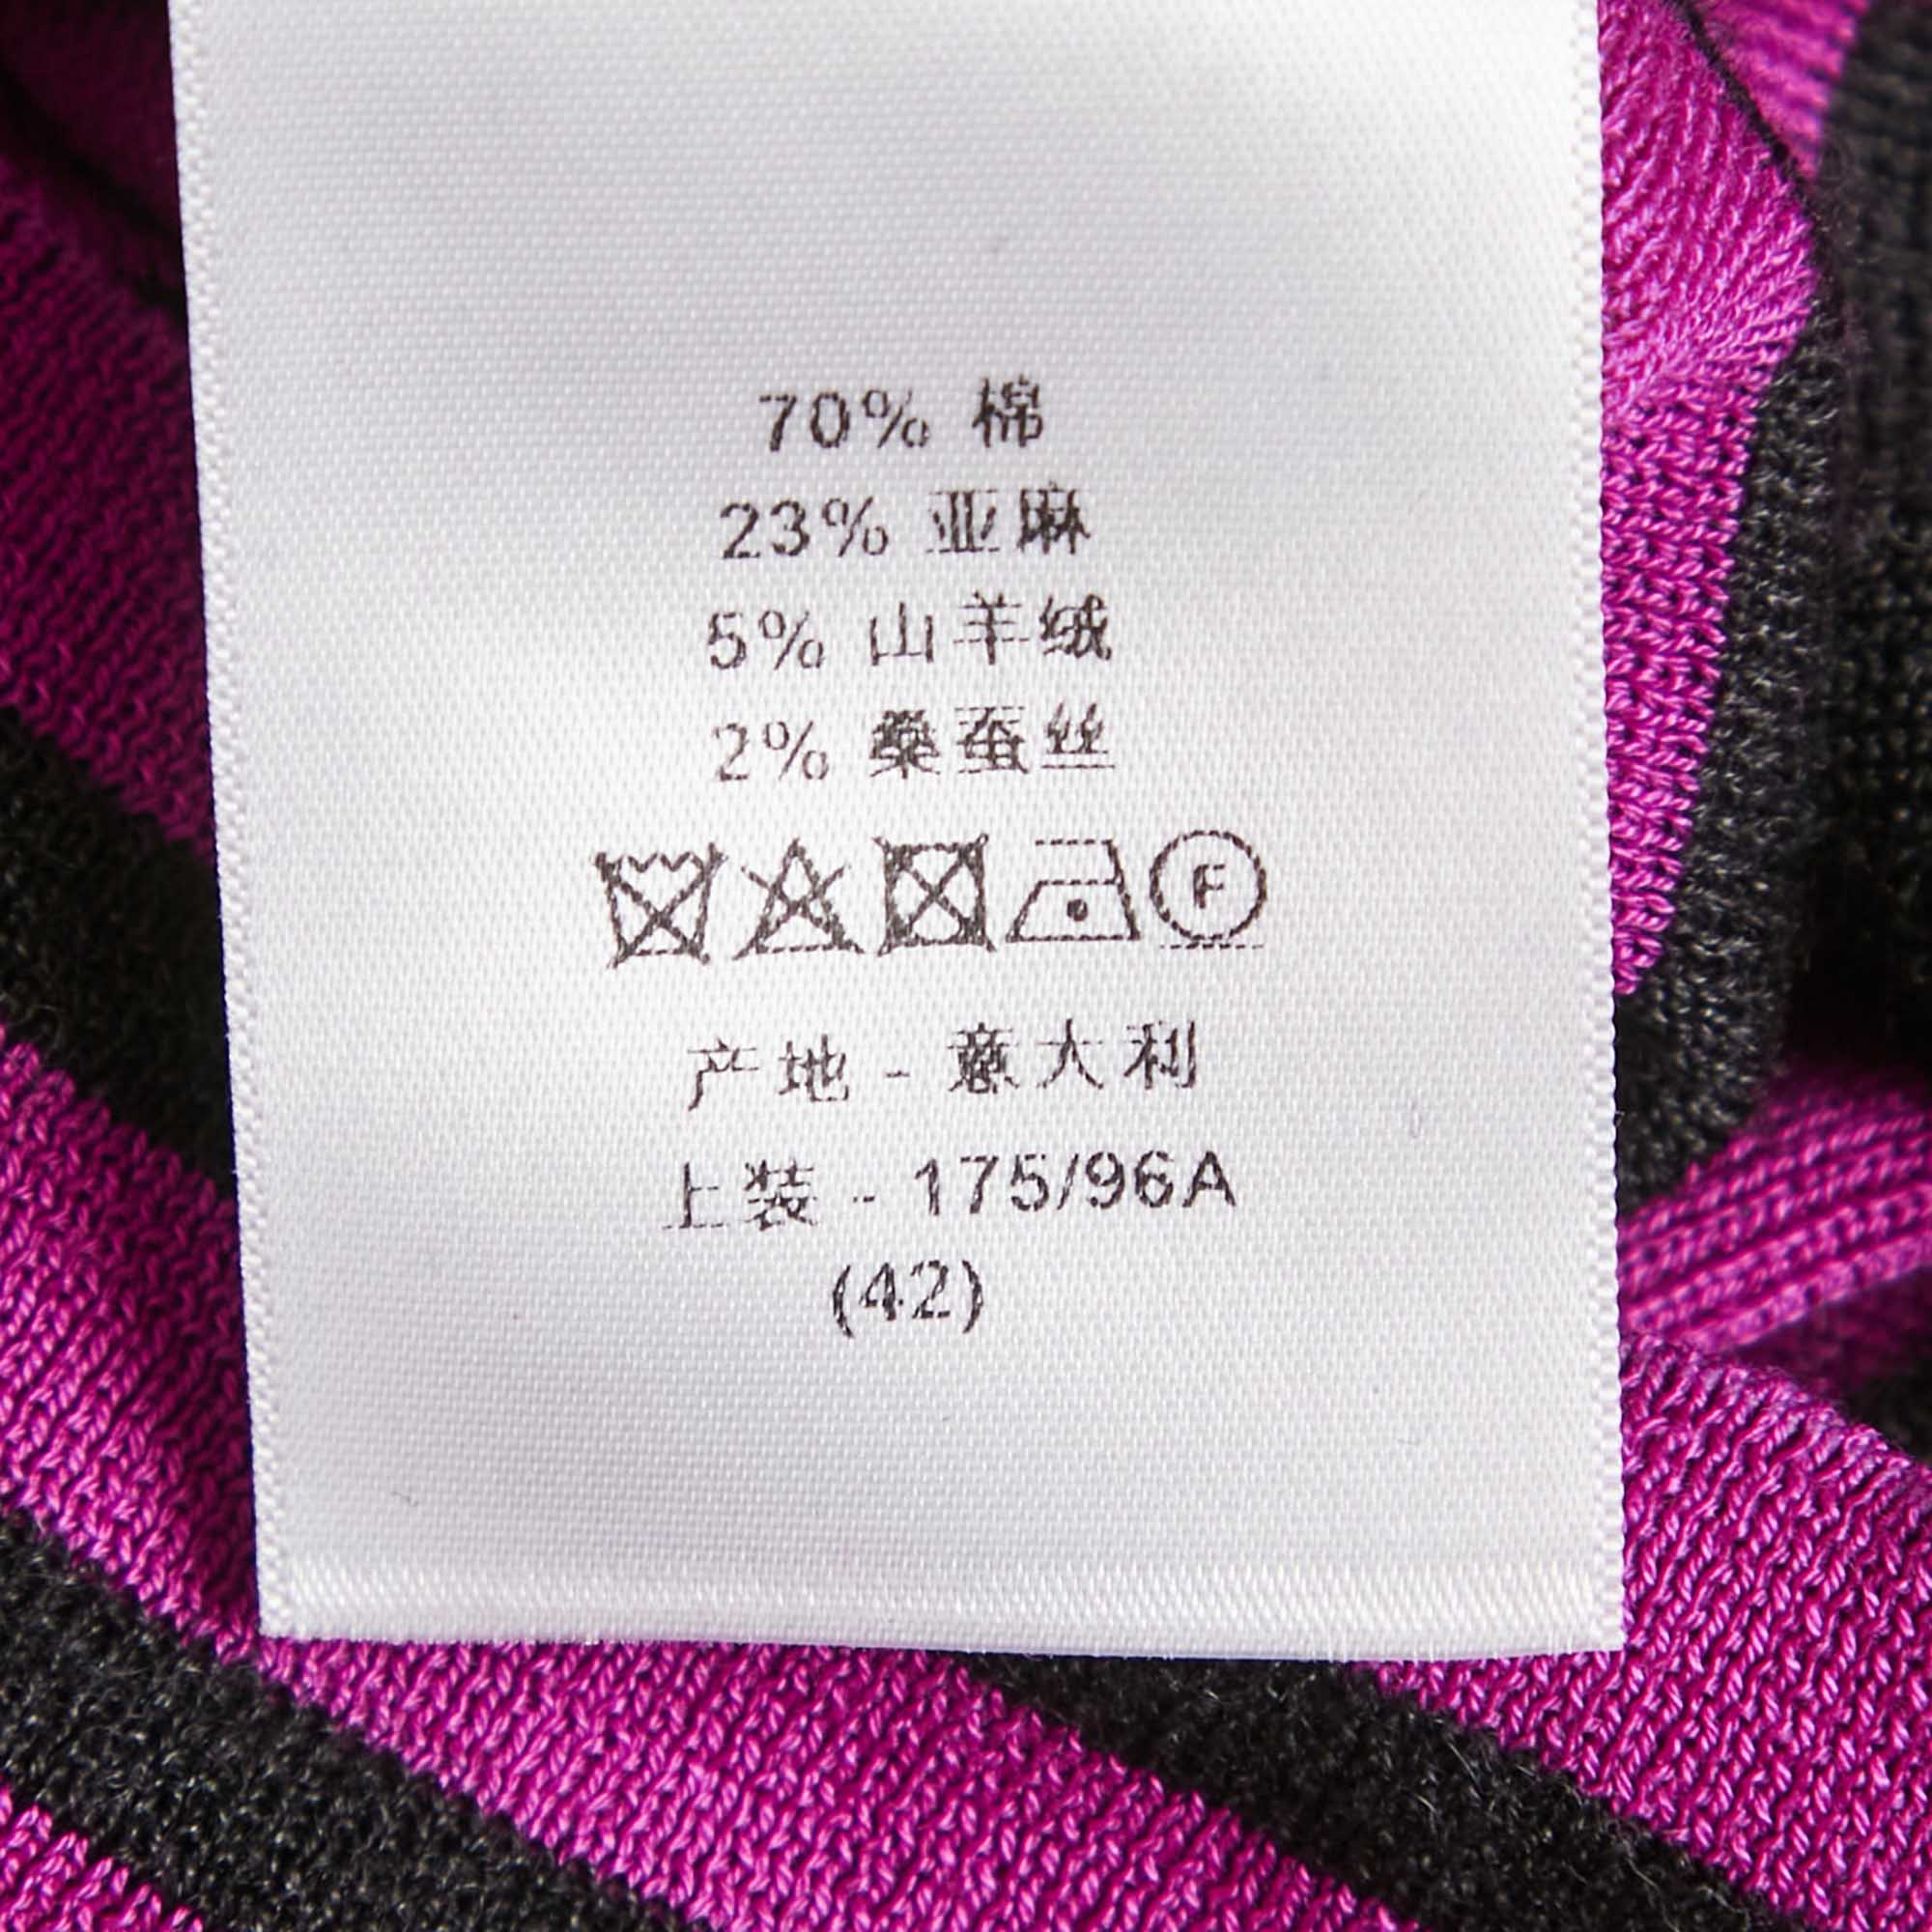 70% 棉
23% 亚麻
5% 山羊绒
2% 桑蚕丝
F
产地 - 意大利
上装 - 175/96A
(42)